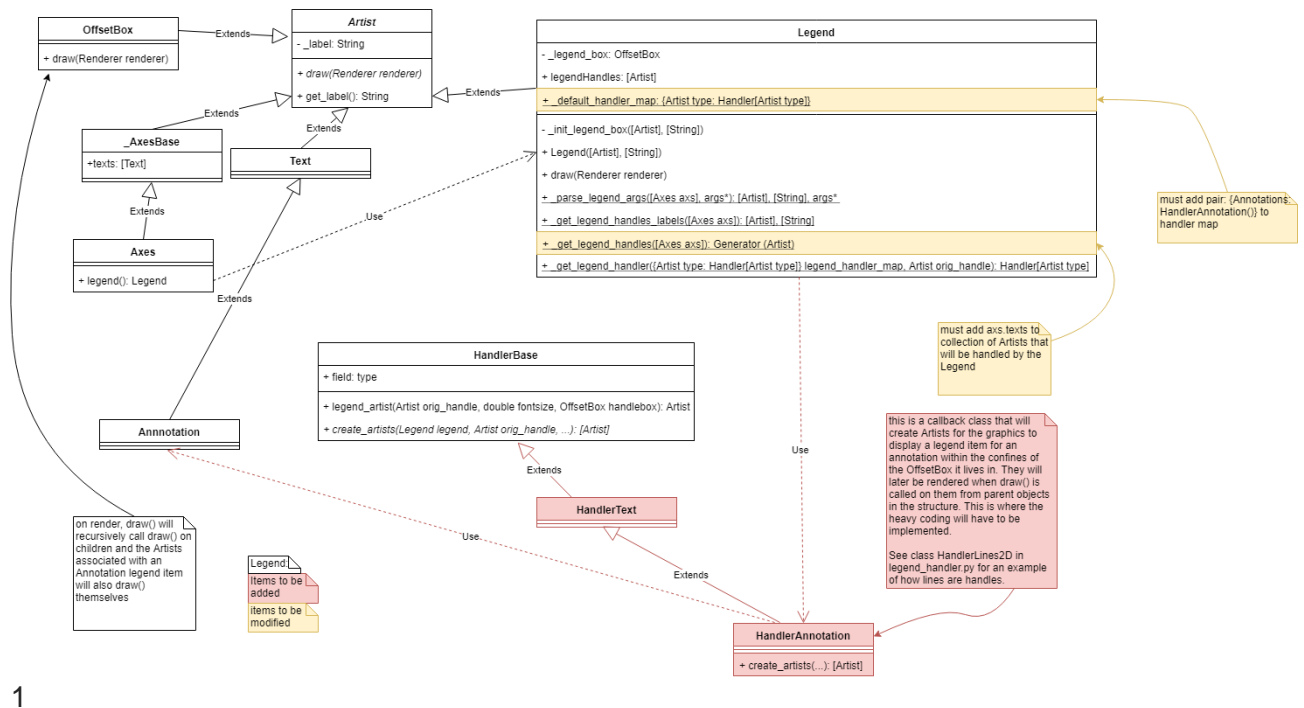 OffsetBox
+ draw(Renderer renderer)
Extends
Artist
- _label: String
+ draw(Renderer renderer)
+ get_label(): String
Extends
Legend
- _legend_box: OffsetBox
+ legendHandles: [Artist]
+ _default_handler_map: {Artist type: Handler[Artist type]}
- _init_legend_box([Artist], [String])
+ Legend([Artist], [String])
+ draw(Renderer renderer)
+ _parse_legend_args([Axes axs], args*): [Artist], [String], args*
+ _get_legend_handles_labels([Axes axs]): [Artist], [String]
+ _get_legend_handles([Axes axs]): Generator (Artist)
+ _get_legend_handler({Artist type: Handler[Artist type]} legend_handler_map, Artist orig_handle): Handler[Artist type]
Extends
Extends
_AxesBase
+texts: [Text]
Text
Extends
Axes
+ legend(): Legend
Use
Extends
must add pair: {Annotations:
HandlerAnnotation()} to
handler map
must add axs.texts to
collection of Artists that
will be handled by the
Legend
HandlerBase
+ field: type
+ legend_artist(Artist orig_handle, double fontsize, OffsetBox handlebox): Artist
+ create_artists(Legend legend, Artist orig_handle, ...): [Artist]
Annnotation
Use
Extends
HandlerText
this is a callback class that will
create Artists for the graphics to
display a legend item for an
annotation within the confines of
the OffsetBox it lives in. They will
later be rendered when draw() is
called on them from parent objects
in the structure. This is where the
heavy coding will have to be
implemented.
See class HandlerLines2D in
legend_handler.py for an example
of how lines are handles.
on render, draw() will
recursively call draw() on
children and the Artists
associated with an
Annotation legend item
will also draw()
themselves
Use
Legend:
Items to be
added
items to be
modified
Extends
HandlerAnnotation
+ create_artists(...): [Artist]
1